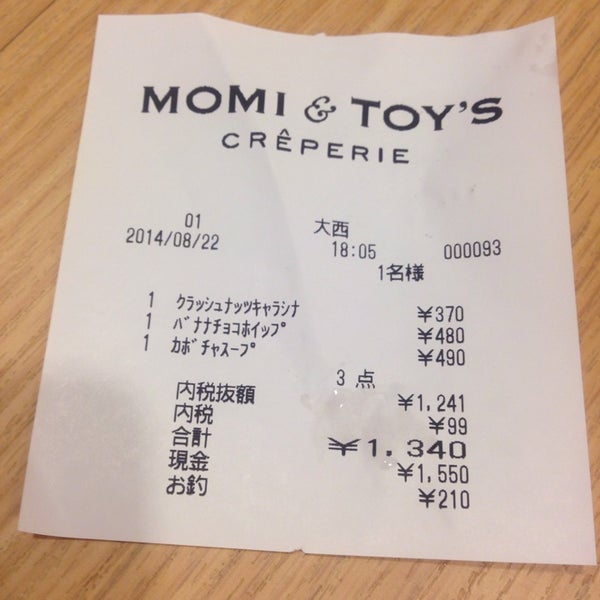 MOMI & TOY'S
CRÊPERIE
01 大西
2014/08/22 18:05 000093
1名様
1 ｸﾗｯｼｭﾅｯﾂｷｬﾗｼﾅ ¥370
1 ﾊﾞﾅﾅﾁｮｺﾎｲｯﾌﾟ ¥480
1 ｶﾎﾞﾁｬｽｰﾌﾟ ¥490
3 点
内税抜額 ¥1,241
内税 ¥99
合計 ¥1,340
現金 ¥1,550
お釣 ¥210